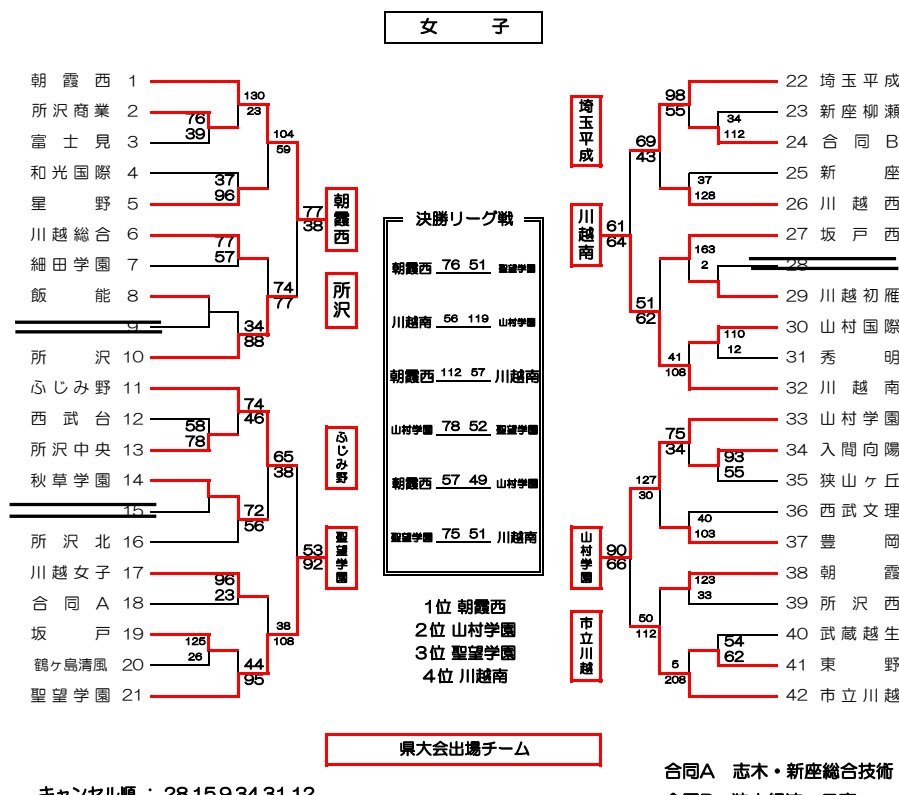 女 子
朝霞西 1
130
23
所沢商業 2
76
39
富士見 3
104
59
和光国際 4
37
96
星野 5
77
38
朝霞西
川越総合 6
77
57
細田学園 7
74
77
所沢
飯能 8
9
34
88
所沢 10
ふじみ野 11
74
46
西武台 12
58
78
所沢中央 13
65
38
ふじみ野
秋草学園 14
15
72
56
所沢北 16
53
92
聖望学園
川越女子 17
96
23
合同A 18
38
108
坂戸 19
125
26
鶴ヶ島清風 20
44
95
聖望学園 21
決勝リーグ戦
朝霞西 76 51 聖望学園
川越南 56 119 山村学園
朝霞西 112 57 川越南
山村学園 78 52 聖望学園
朝霞西 57 49 山村学園
聖望学園 75 51 川越南
1位 朝霞西
2位 山村学園
3位 聖望学園
4位 川越南
22 埼玉平成
98
55
23 新座柳瀬
34
112
24 合同B
埼玉平成
69
43
25 新座
37
128
26 川越西
川越南
61
64
27 坂戸西
163
2
28
29 川越初雁
51
62
30 山村国際
110
12
31 秀明
41
108
32 川越南
33 山村学園
75
34
34 入間向陽
93
55
35 狭山ヶ丘
127
30
36 西武文理
40
103
37 豊岡
山村学園
90
66
38 朝霞
123
33
39 所沢西
市立川越
50
112
40 武蔵越生
54
62
41 東野
5
208
42 市立川越
県大会出場チーム
合同A 志木・新座総合技術
キャンセル順 : 28,15,9,34,31,12